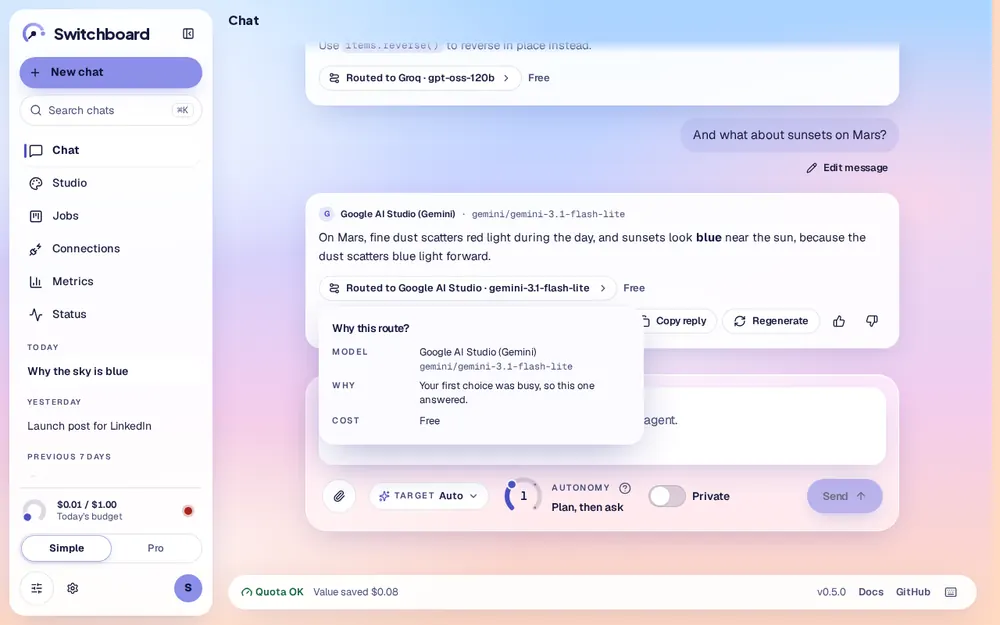 Switchboard
New chat
Search chats
⌘K
Chat
Studio
Jobs
Connections
Metrics
Status
TODAY
Why the sky is blue
YESTERDAY
Launch post for LinkedIn
PREVIOUS 7 DAYS
$0.01 / $1.00
Today's budget
Simple
Pro
S
Chat
Use items.reverse() to reverse in place instead.
Routed to Groq · gpt-oss-120b
Free
And what about sunsets on Mars?
Edit message
G Google AI Studio (Gemini) · gemini/gemini-3.1-flash-lite
On Mars, fine dust scatters red light during the day, and sunsets look blue near the sun, because the
dust scatters blue light forward.
Routed to Google AI Studio · gemini-3.1-flash-lite
Free
Copy reply
Regenerate
Why this route?
MODEL
Google AI Studio (Gemini)
gemini/gemini-3.1-flash-lite
WHY
Your first choice was busy, so this one
answered.
COST
Free
agent.
TARGET Auto
1
AUTONOMY
Plan, then ask
Private
Send
Quota OK
Value saved $0.08
v0.5.0
Docs
GitHub